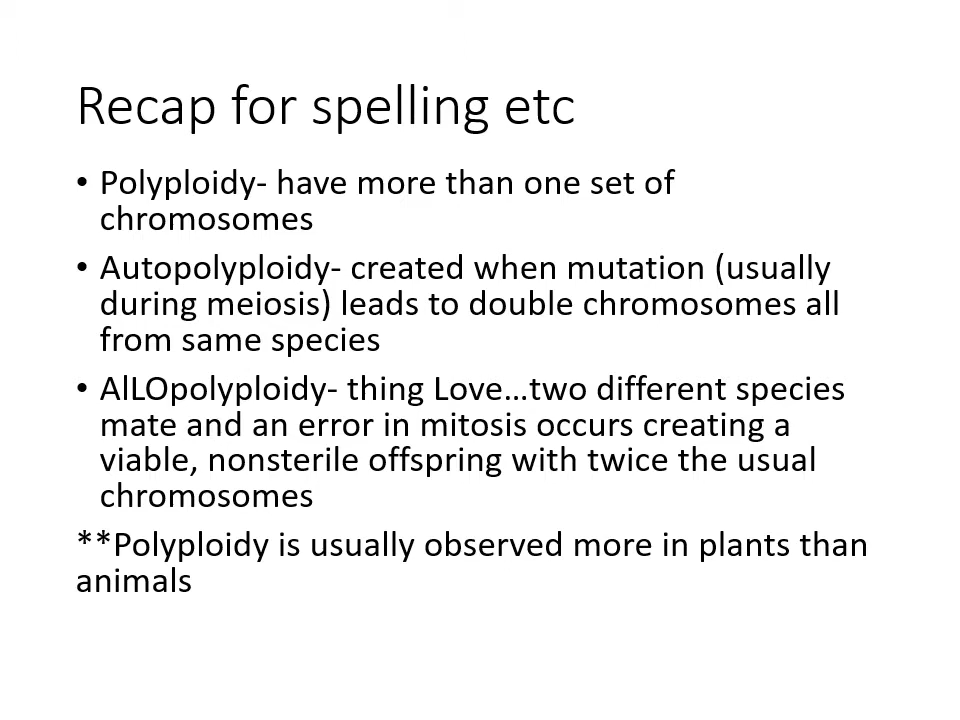 Recap for spelling etc
• Polyploidy- have more than one set of
chromosomes
• Autopolyploidy- created when mutation (usually
during meiosis) leads to double chromosomes all
from same species
• AlLOpolyploidy- thing Love…two different species
mate and an error in mitosis occurs creating a
viable, nonsterile offspring with twice the usual
chromosomes
**Polyploidy is usually observed more in plants than
animals